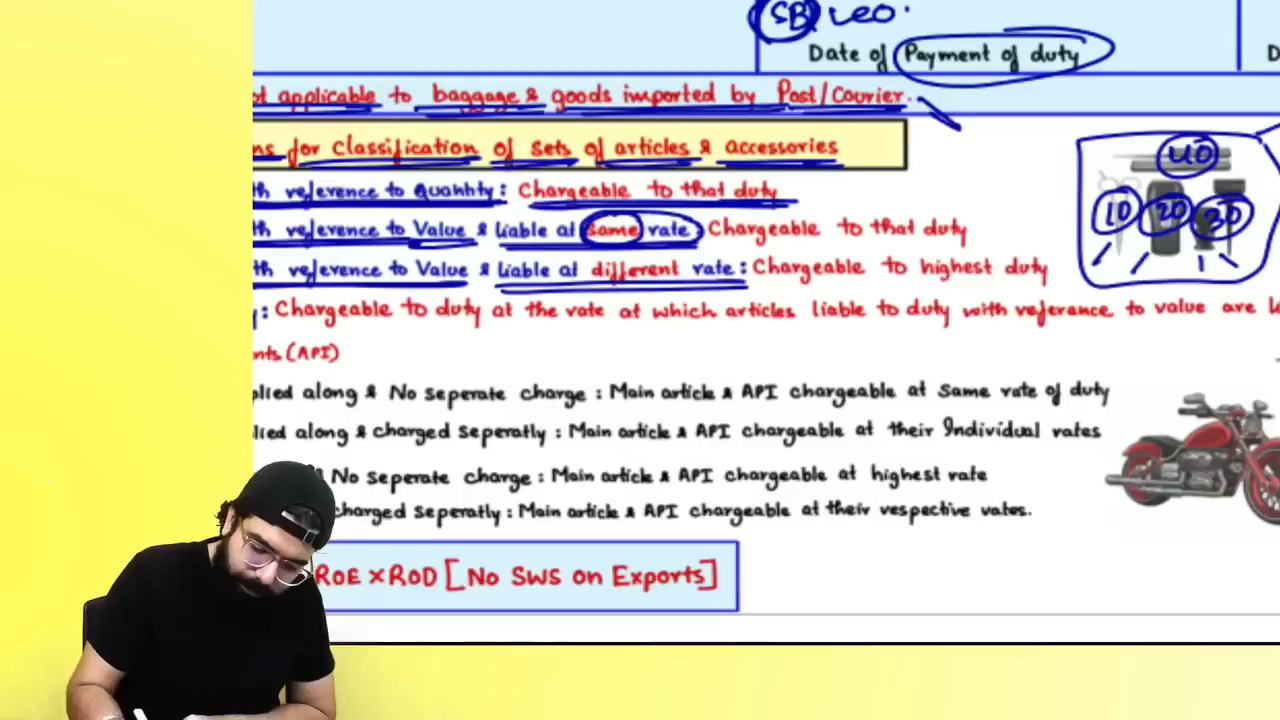 SB LEO.
Date of Payment of duty
applicable to baggage & goods imported by Post/Courier.
for Classification of Sets of articles & accessories
reference to Quantity: Chargeable to that duty
reference to Value & liable at same rate Chargeable to that duty
reference to Value & liable at different rate: Chargeable to highest duty
Chargeable to duty at the rate at which articles liable to duty with reference to value are
(API)
along & No seperate charge : Main article & API chargeable at Same rate of duty
along & charged Seperatly : Main article & API chargeable at their Individual rates
No seperate charge : Main article & API chargeable at highest rate
charged Seperatly : Main article & API chargeable at their respective rates.
ROE × ROD [No SWS on Exports]
40
10 20 30